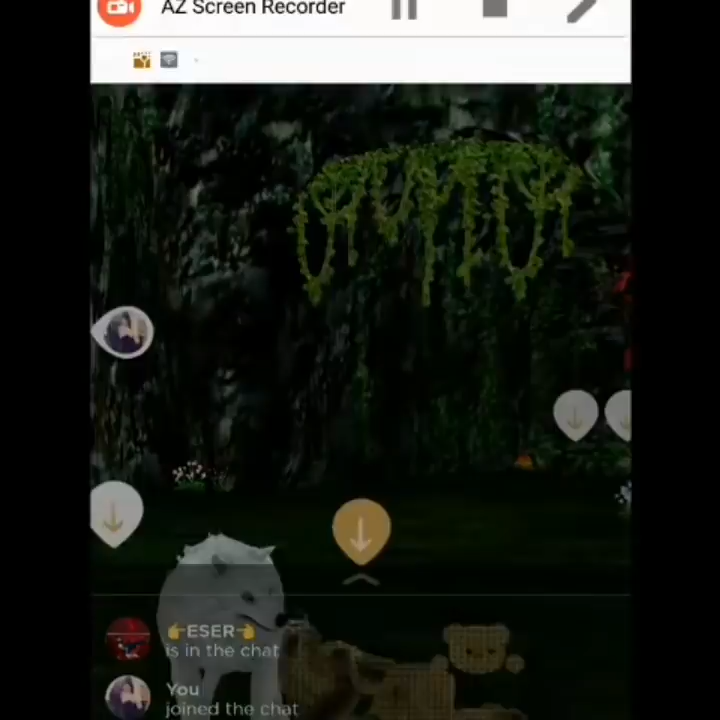 AZ Screen Recorder
👉ESER👈
is in the chat
You
joined the chat